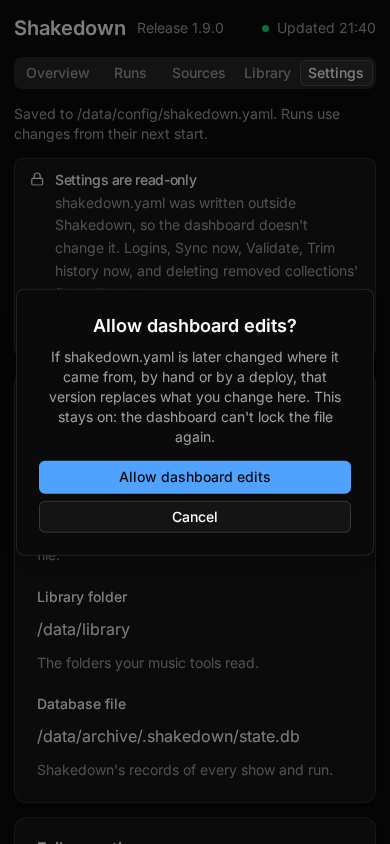 Shakedown Release 1.9.0 Updated 21:40
Overview Runs Sources Library Settings
Saved to /data/config/shakedown.yaml. Runs use
changes from their next start.
Settings are read-only
shakedown.yaml was written outside
Shakedown, so the dashboard doesn't
change it. Logins, Sync now, Validate, Trim
history now, and deleting removed collections'
Allow dashboard edits?
If shakedown.yaml is later changed where it
came from, by hand or by a deploy, that
version replaces what you change here. This
stays on: the dashboard can't lock the file
again.
Allow dashboard edits
Cancel
file.
Library folder
/data/library
The folders your music tools read.
Database file
/data/archive/.shakedown/state.db
Shakedown's records of every show and run.